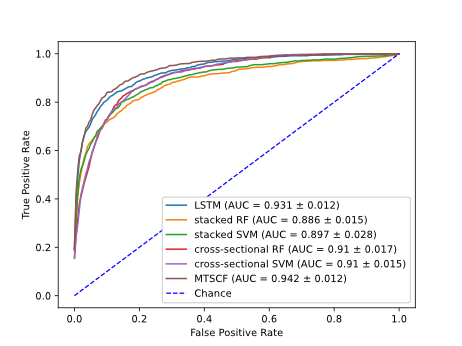 1.0
0.8
0.6
0.4
0.2
0.0
True Positive Rate
LSTM (AUC = 0.931 ± 0.012)
stacked RF (AUC = 0.886 ± 0.015)
stacked SVM (AUC = 0.897 ± 0.028)
cross-sectional RF (AUC = 0.91 ± 0.017)
cross-sectional SVM (AUC = 0.91 ± 0.015)
MTSCF (AUC = 0.942 ± 0.012)
Chance
0.0 0.2 0.4 0.6 0.8 1.0
False Positive Rate